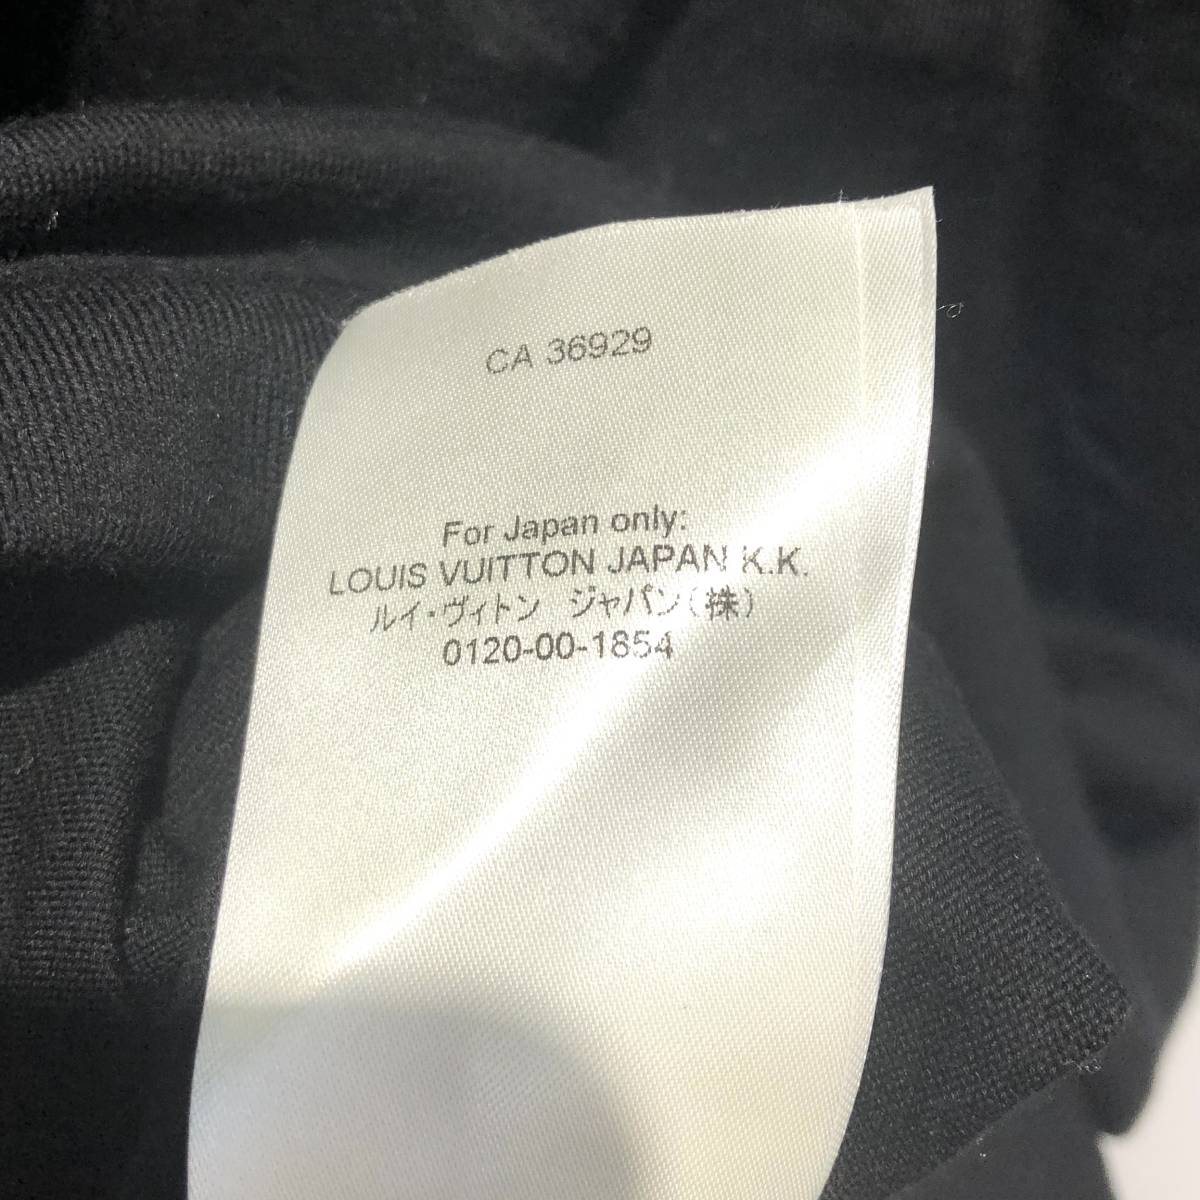 CA 36929
For Japan only:
LOUIS VUITTON JAPAN K.K.
ルイ・ヴィトン　ジャパン(株)
0120-00-1854